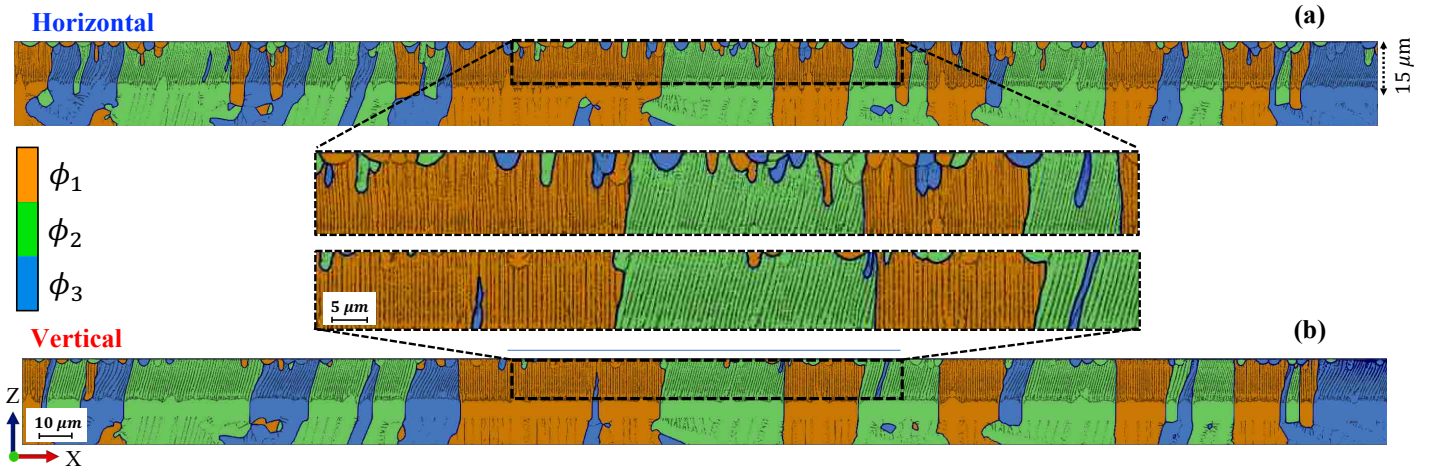 Horizontal
(a)
15 μm
ϕ1
ϕ2
ϕ3
5 μm
Vertical
(b)
Z
10 μm
X